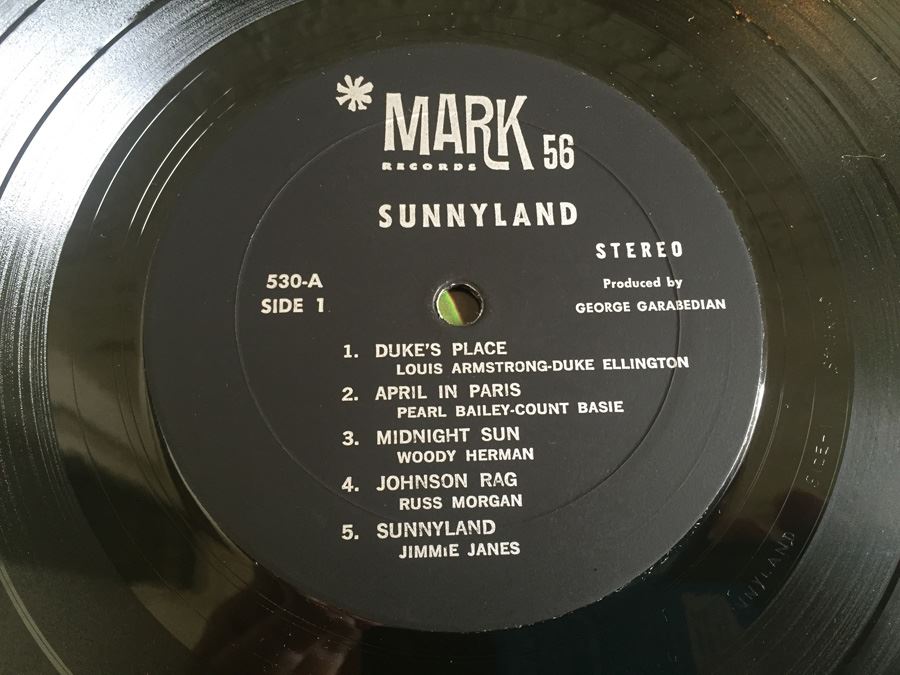 MARK 56
RECORDS
SUNNYLAND
STEREO
530-A
SIDE 1
Produced by
GEORGE GARABEDIAN
1. DUKE'S PLACE
LOUIS ARMSTRONG-DUKE ELLINGTON
2. APRIL IN PARIS
PEARL BAILEY-COUNT BASIE
3. MIDNIGHT SUN
WOODY HERMAN
4. JOHNSON RAG
RUSS MORGAN
5. SUNNYLAND
JIMMIE JANES